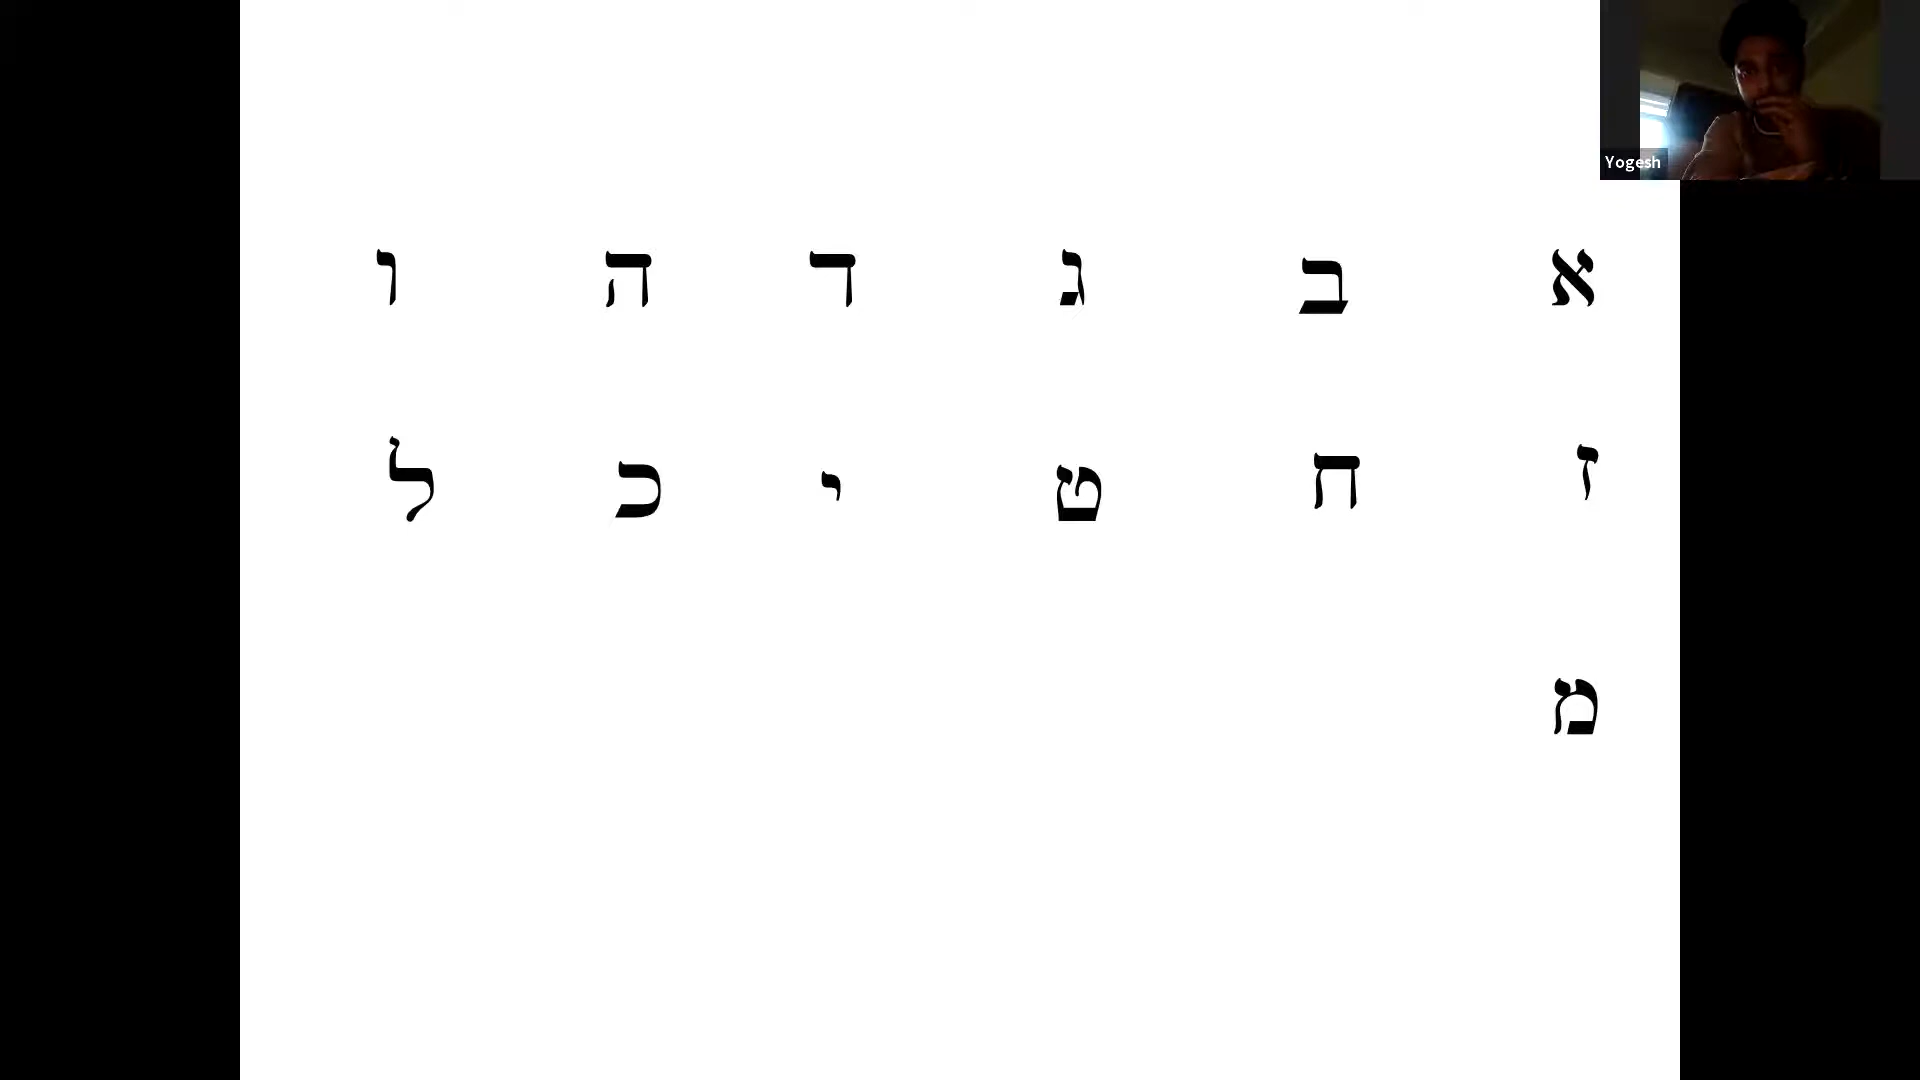 Yogesh
א ב ג ד ה ו
ז ח ט י כ ל
מ